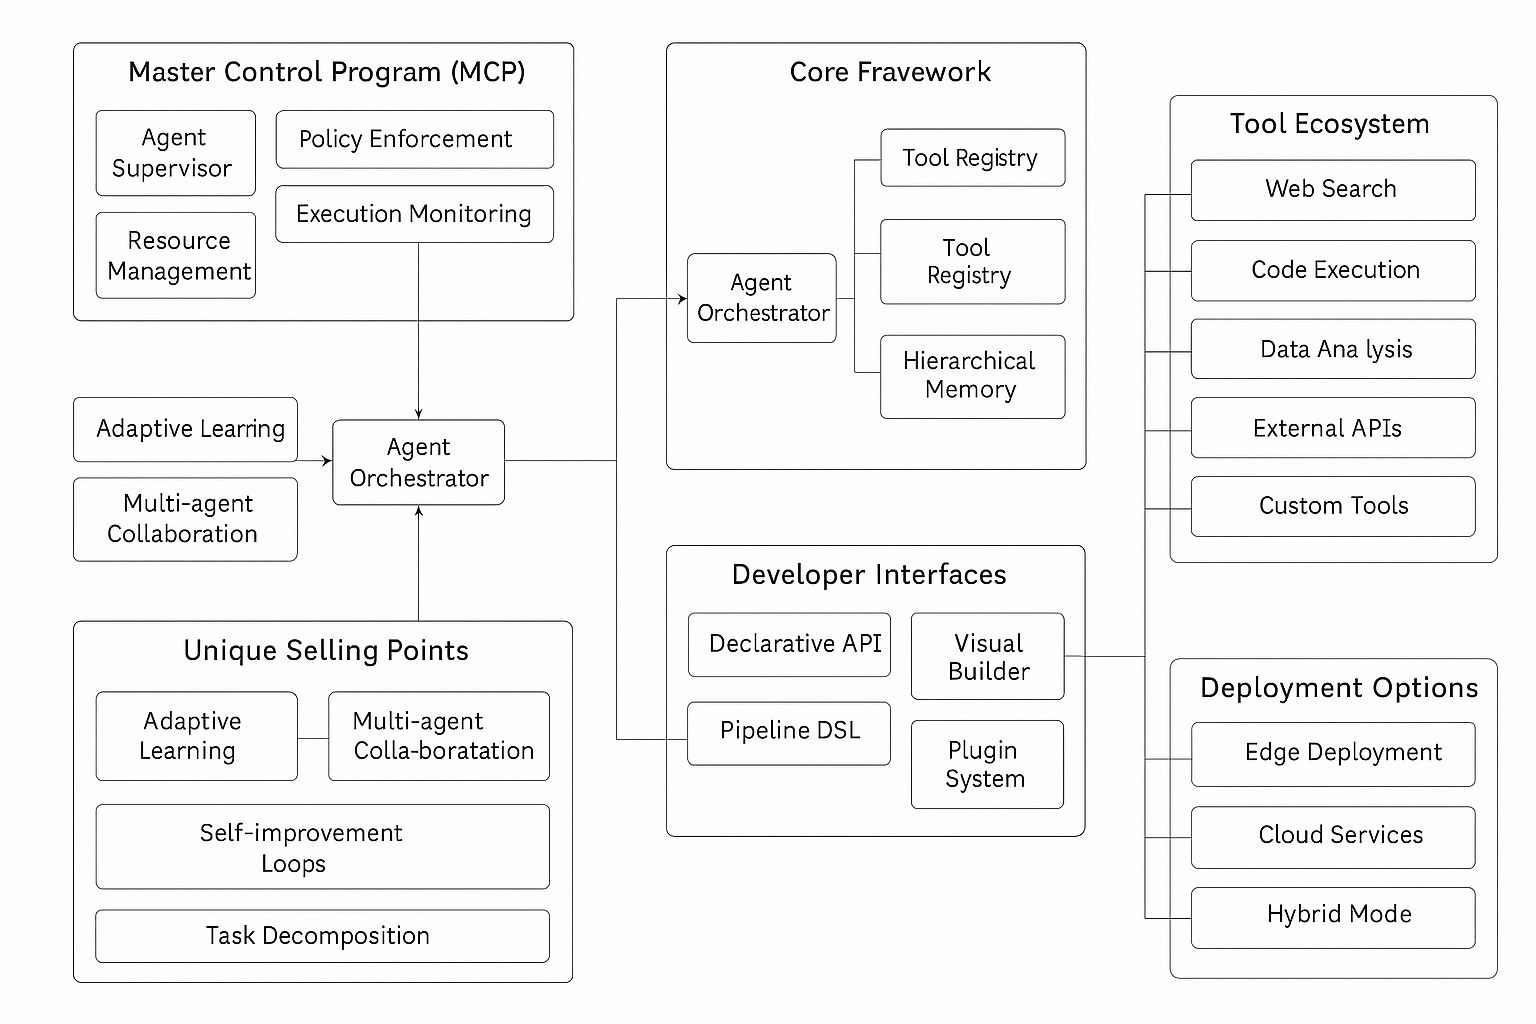 Master Control Program (MCP)
Agent
Supervisor
Policy Enforcement
Execution Monitoring
Resource
Management
Adaptive Learring
Multi-agent
Collaboration
Agent
Orchestrator
Unique Selling Points
Adaptive
Learning
Multi-agent
Colla-boratation
Self-improvement
Loops
Task Decomposition
Core Fravework
Agent
Orchestrator
Tool Registry
Tool
Registry
Hierarchical
Memory
Developer Interfaces
Declarative API
Visual
Builder
Pipeline DSL
Plugin
System
Tool Ecosystem
Web Search
Code Execution
Data Ana lysis
External APIs
Custom Tools
Deployment Options
Edge Deployment
Cloud Services
Hybrid Mode